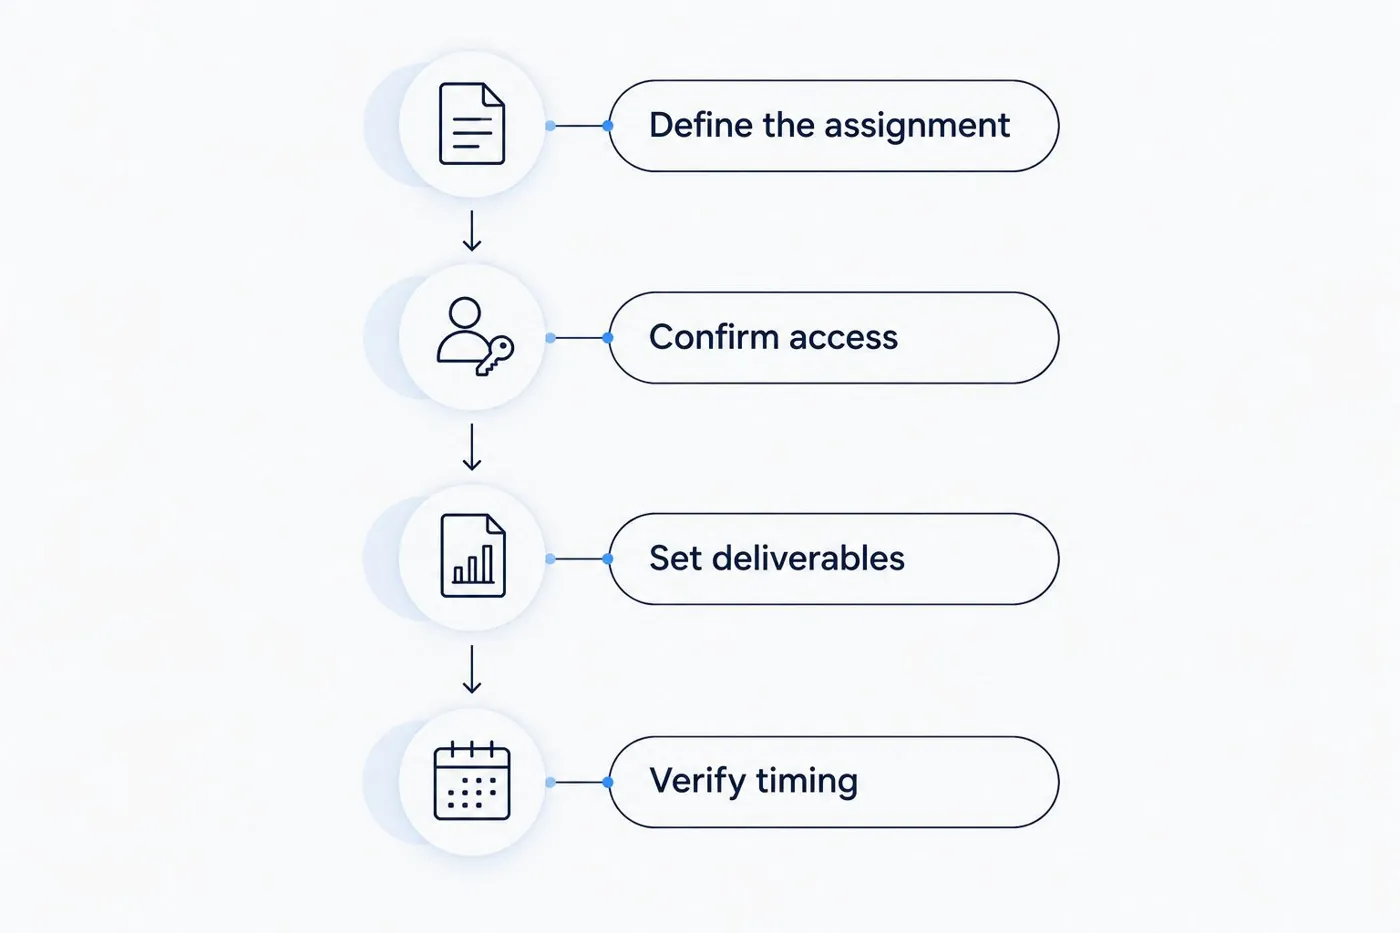 Define the assignment
Confirm access
Set deliverables
Verify timing